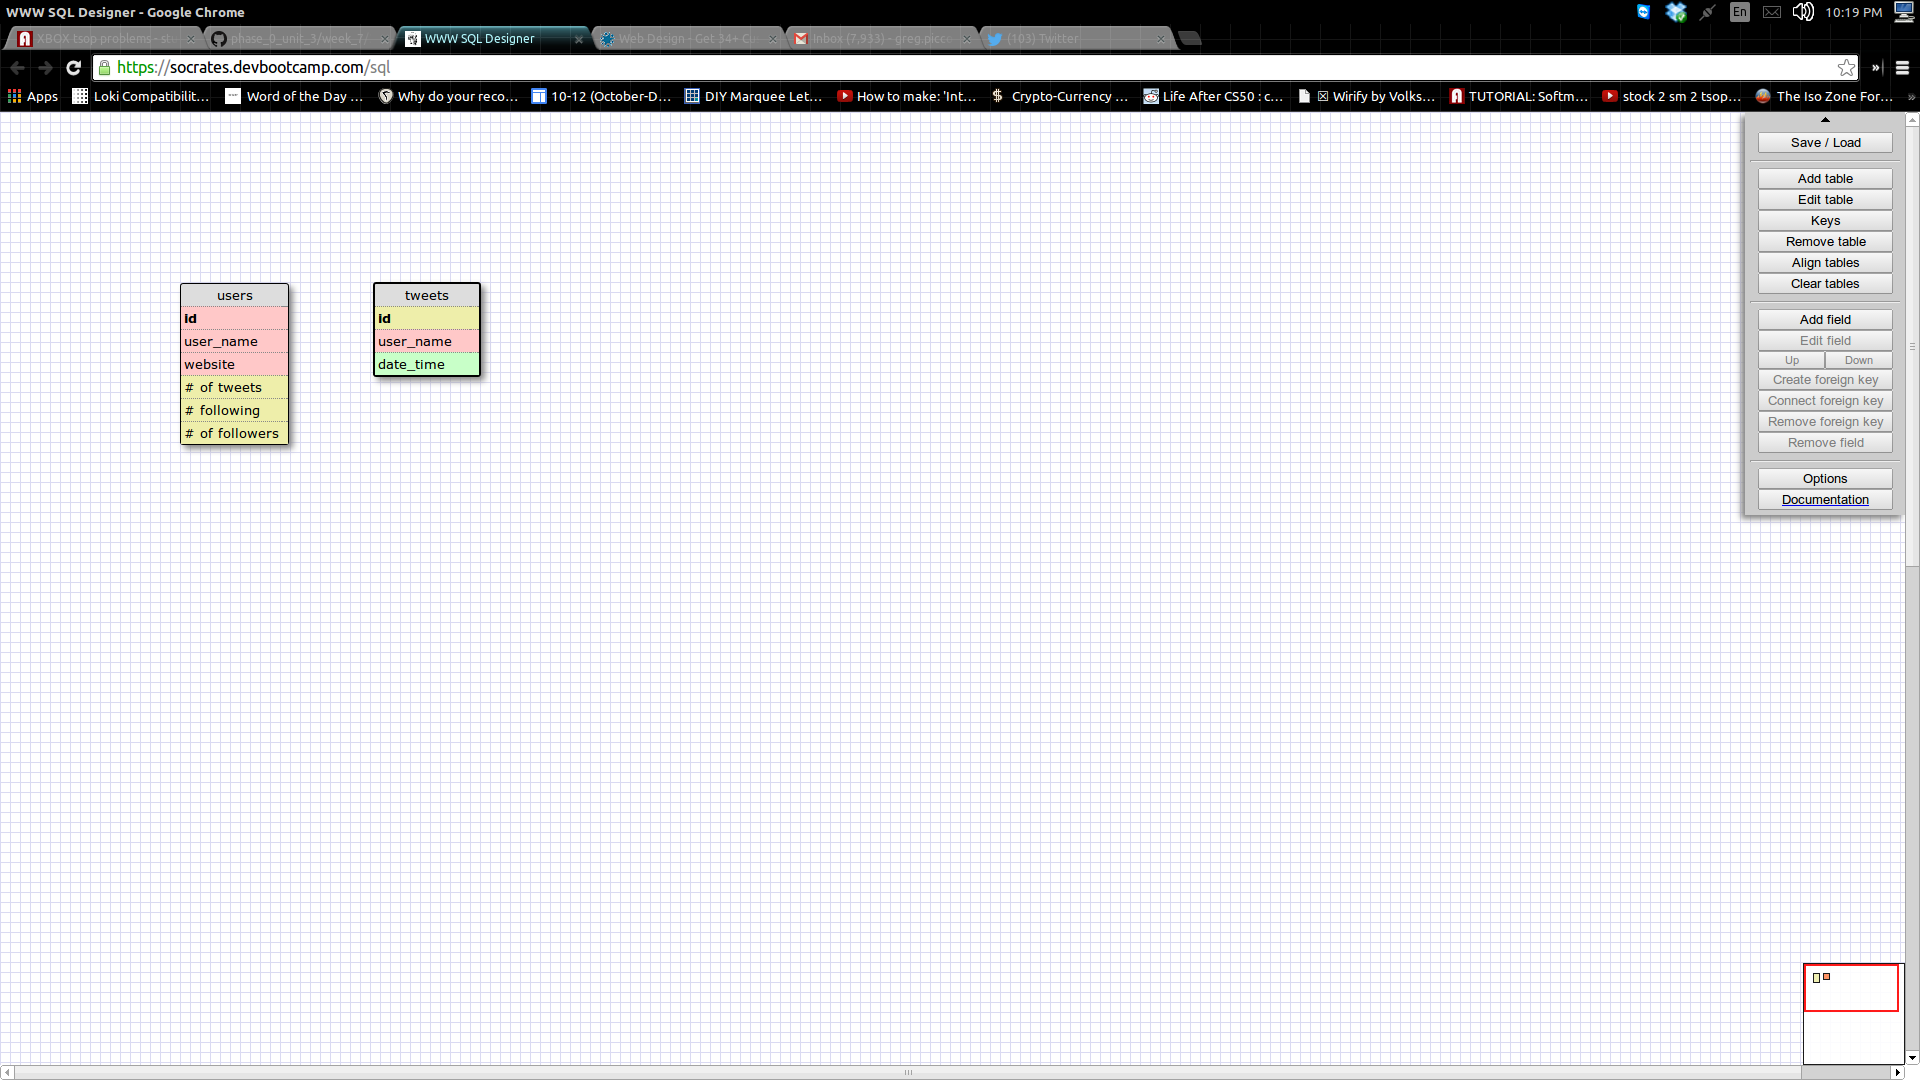 WWW SQL Designer - Google Chrome
En
10:19 PM
XBOX tsop problems - st
phase_0_unit_3/week_7
WWW SQL Designer
Web Design - Get 34+ C
Inbox (7,933) - greg.pic
(103) Twitter
https://socrates.devbootcamp.com/sql
Apps
Loki Compatibilit...
Word of the Day ...
Why do your reco...
10-12 (October-D...
DIY Marquee Let...
How to make: 'Int...
Crypto-Currency ...
Life After CS50 : c...
Wirify by Volks...
TUTORIAL: Softm...
stock 2 sm 2 tsop...
The Iso Zone For...
Save / Load
Add table
Edit table
Keys
Remove table
Align tables
Clear tables
Add field
Edit field
Up Down
Create foreign key
Connect foreign key
Remove foreign key
Remove field
Options
Documentation
users
id
user_name
website
# of tweets
# following
# of followers
tweets
id
user_name
date_time